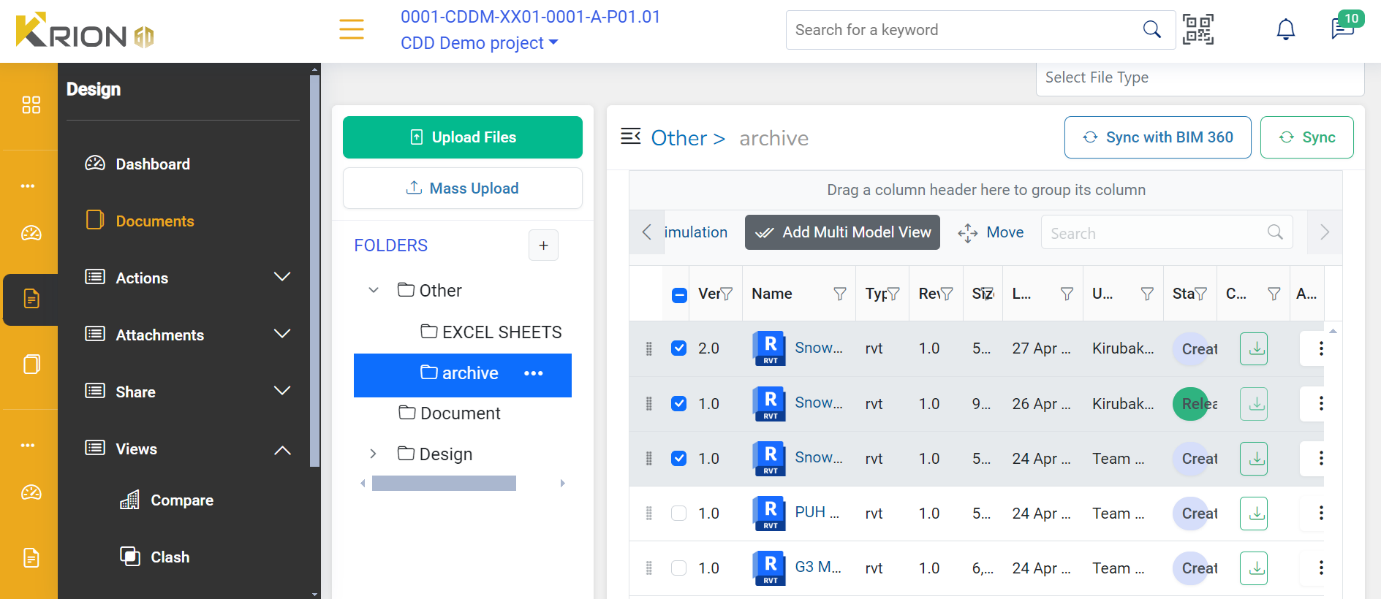 KRION 6D
0001-CDDM-XX01-0001-A-P01.01
CDD Demo project
Search for a keyword
10
Select File Type
Design
Dashboard
Documents
Actions
Attachments
Share
Views
Compare
Clash
Upload Files
Mass Upload
FOLDERS
+
Other
EXCEL SHEETS
archive
Document
Design
Other > archive
Sync with BIM 360
Sync
Drag a column header here to group its column
imulation
Add Multi Model View
Move
Search
Ver Name Typ Rev Siz L... U... Sta C... A...
2.0 R RVT Snow... rvt 1.0 5... 27 Apr ... Kirubak... Creat
1.0 R RVT Snow... rvt 1.0 9... 26 Apr ... Kirubak... Relea
1.0 R RVT Snow... rvt 1.0 5... 24 Apr ... Team ... Creat
1.0 R RVT PUH ... rvt 1.0 5... 24 Apr ... Team ... Creat
1.0 R RVT G3 M... rvt 1.0 6,... 24 Apr ... Team ... Creat